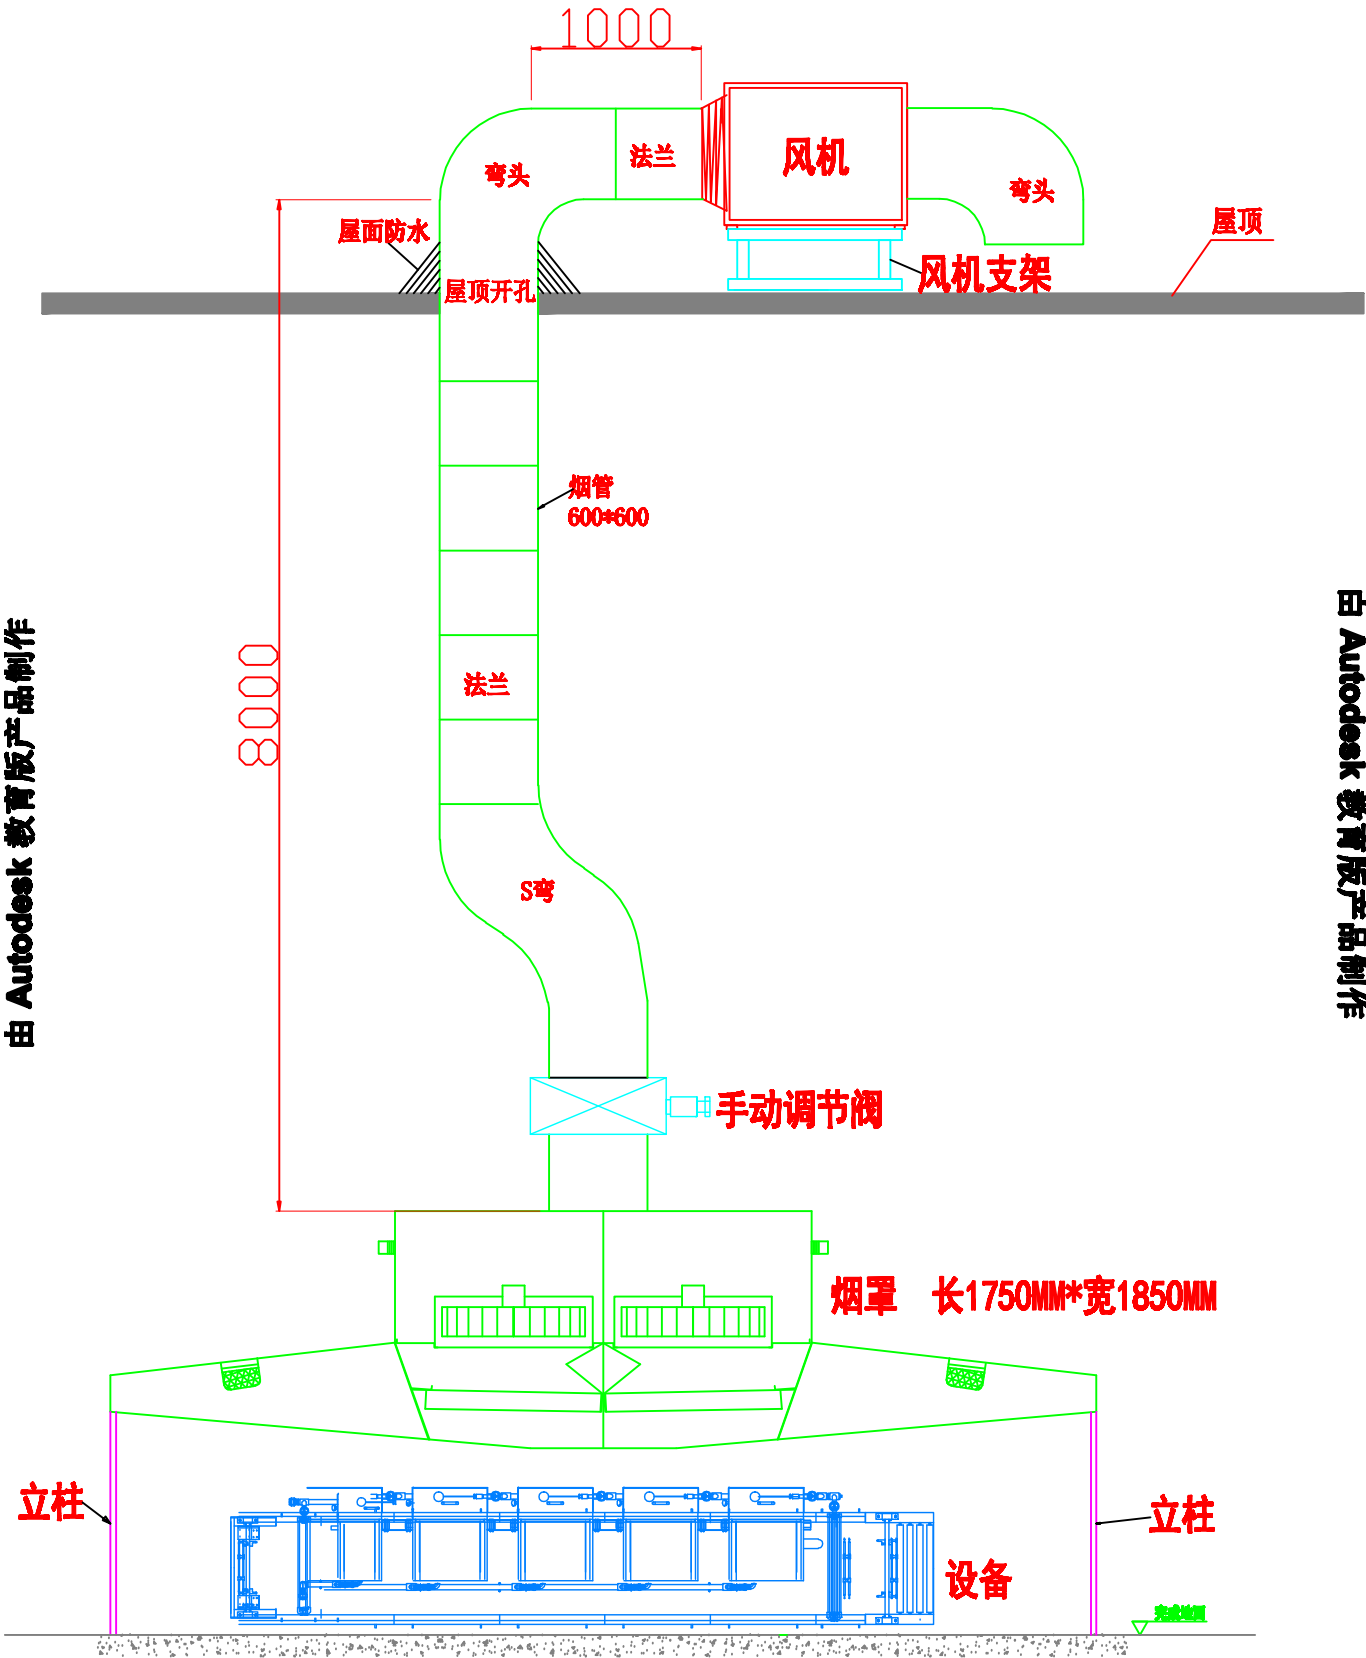 1000
风机
法兰
弯头
弯头
屋面防水
屋顶
风机支架
屋顶开孔
烟管
600*600
由 Autodesk 教育版产品制作
由 Autodesk 教育版产品制作
8000
法兰
S弯
手动调节阀
烟罩 长1750MM*宽1850MM
立柱
立柱
设备
完成地面